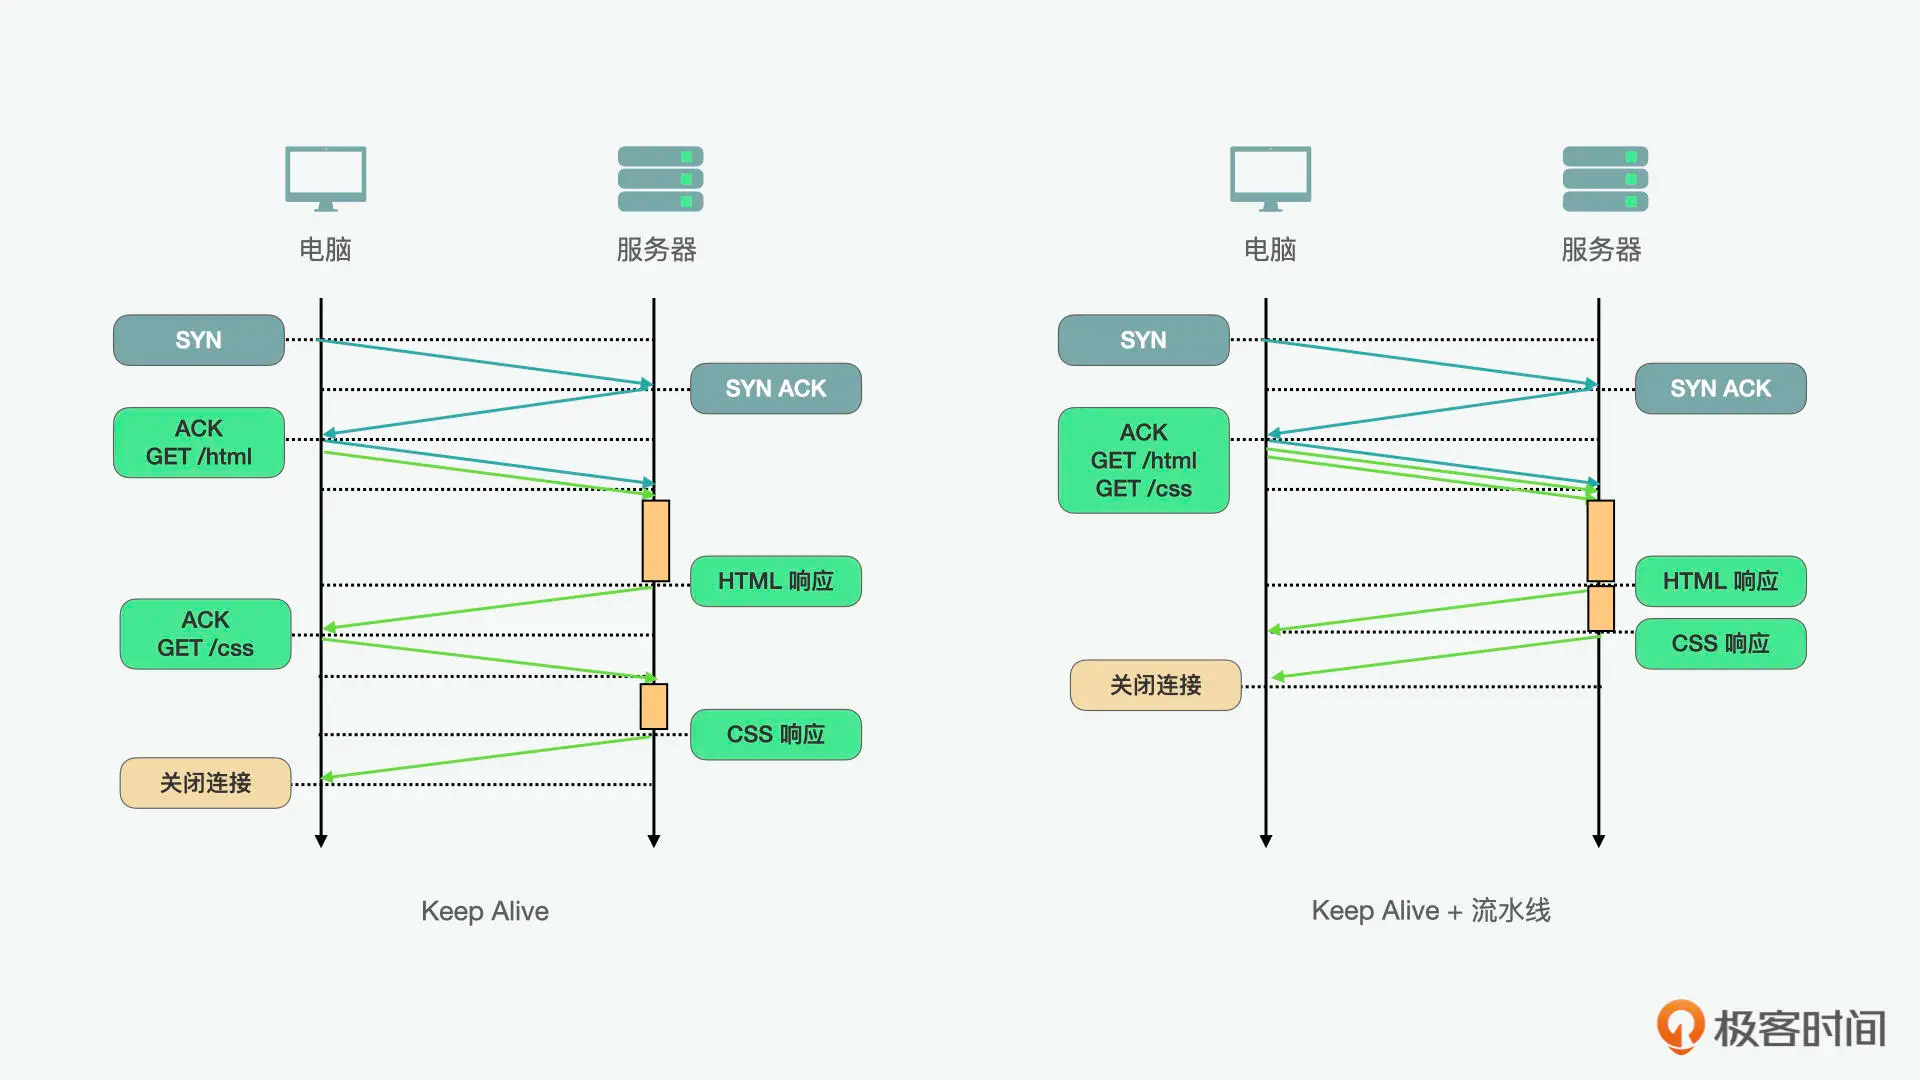 电脑
服务器
SYN
SYN ACK
ACK
GET /html
HTML 响应
ACK
GET /css
CSS 响应
关闭连接
Keep Alive
电脑
服务器
SYN
SYN ACK
ACK
GET /html
GET /css
HTML 响应
CSS 响应
关闭连接
Keep Alive + 流水线
极客时间